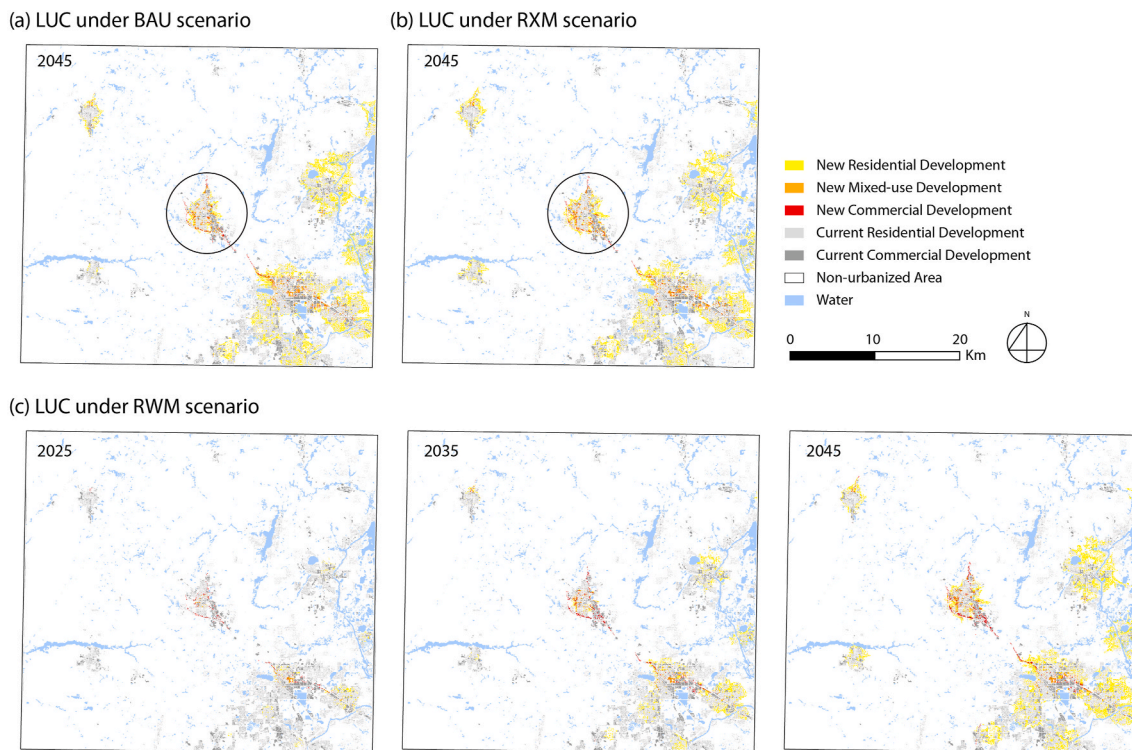 (a) LUC under BAU scenario
(b) LUC under RXM scenario
2045
2045
New Residential Development
New Mixed-use Development
New Commercial Development
Current Residential Development
Current Commercial Development
Non-urbanized Area
Water
N
0 10 20
Km
(c) LUC under RWM scenario
2025
2035
2045